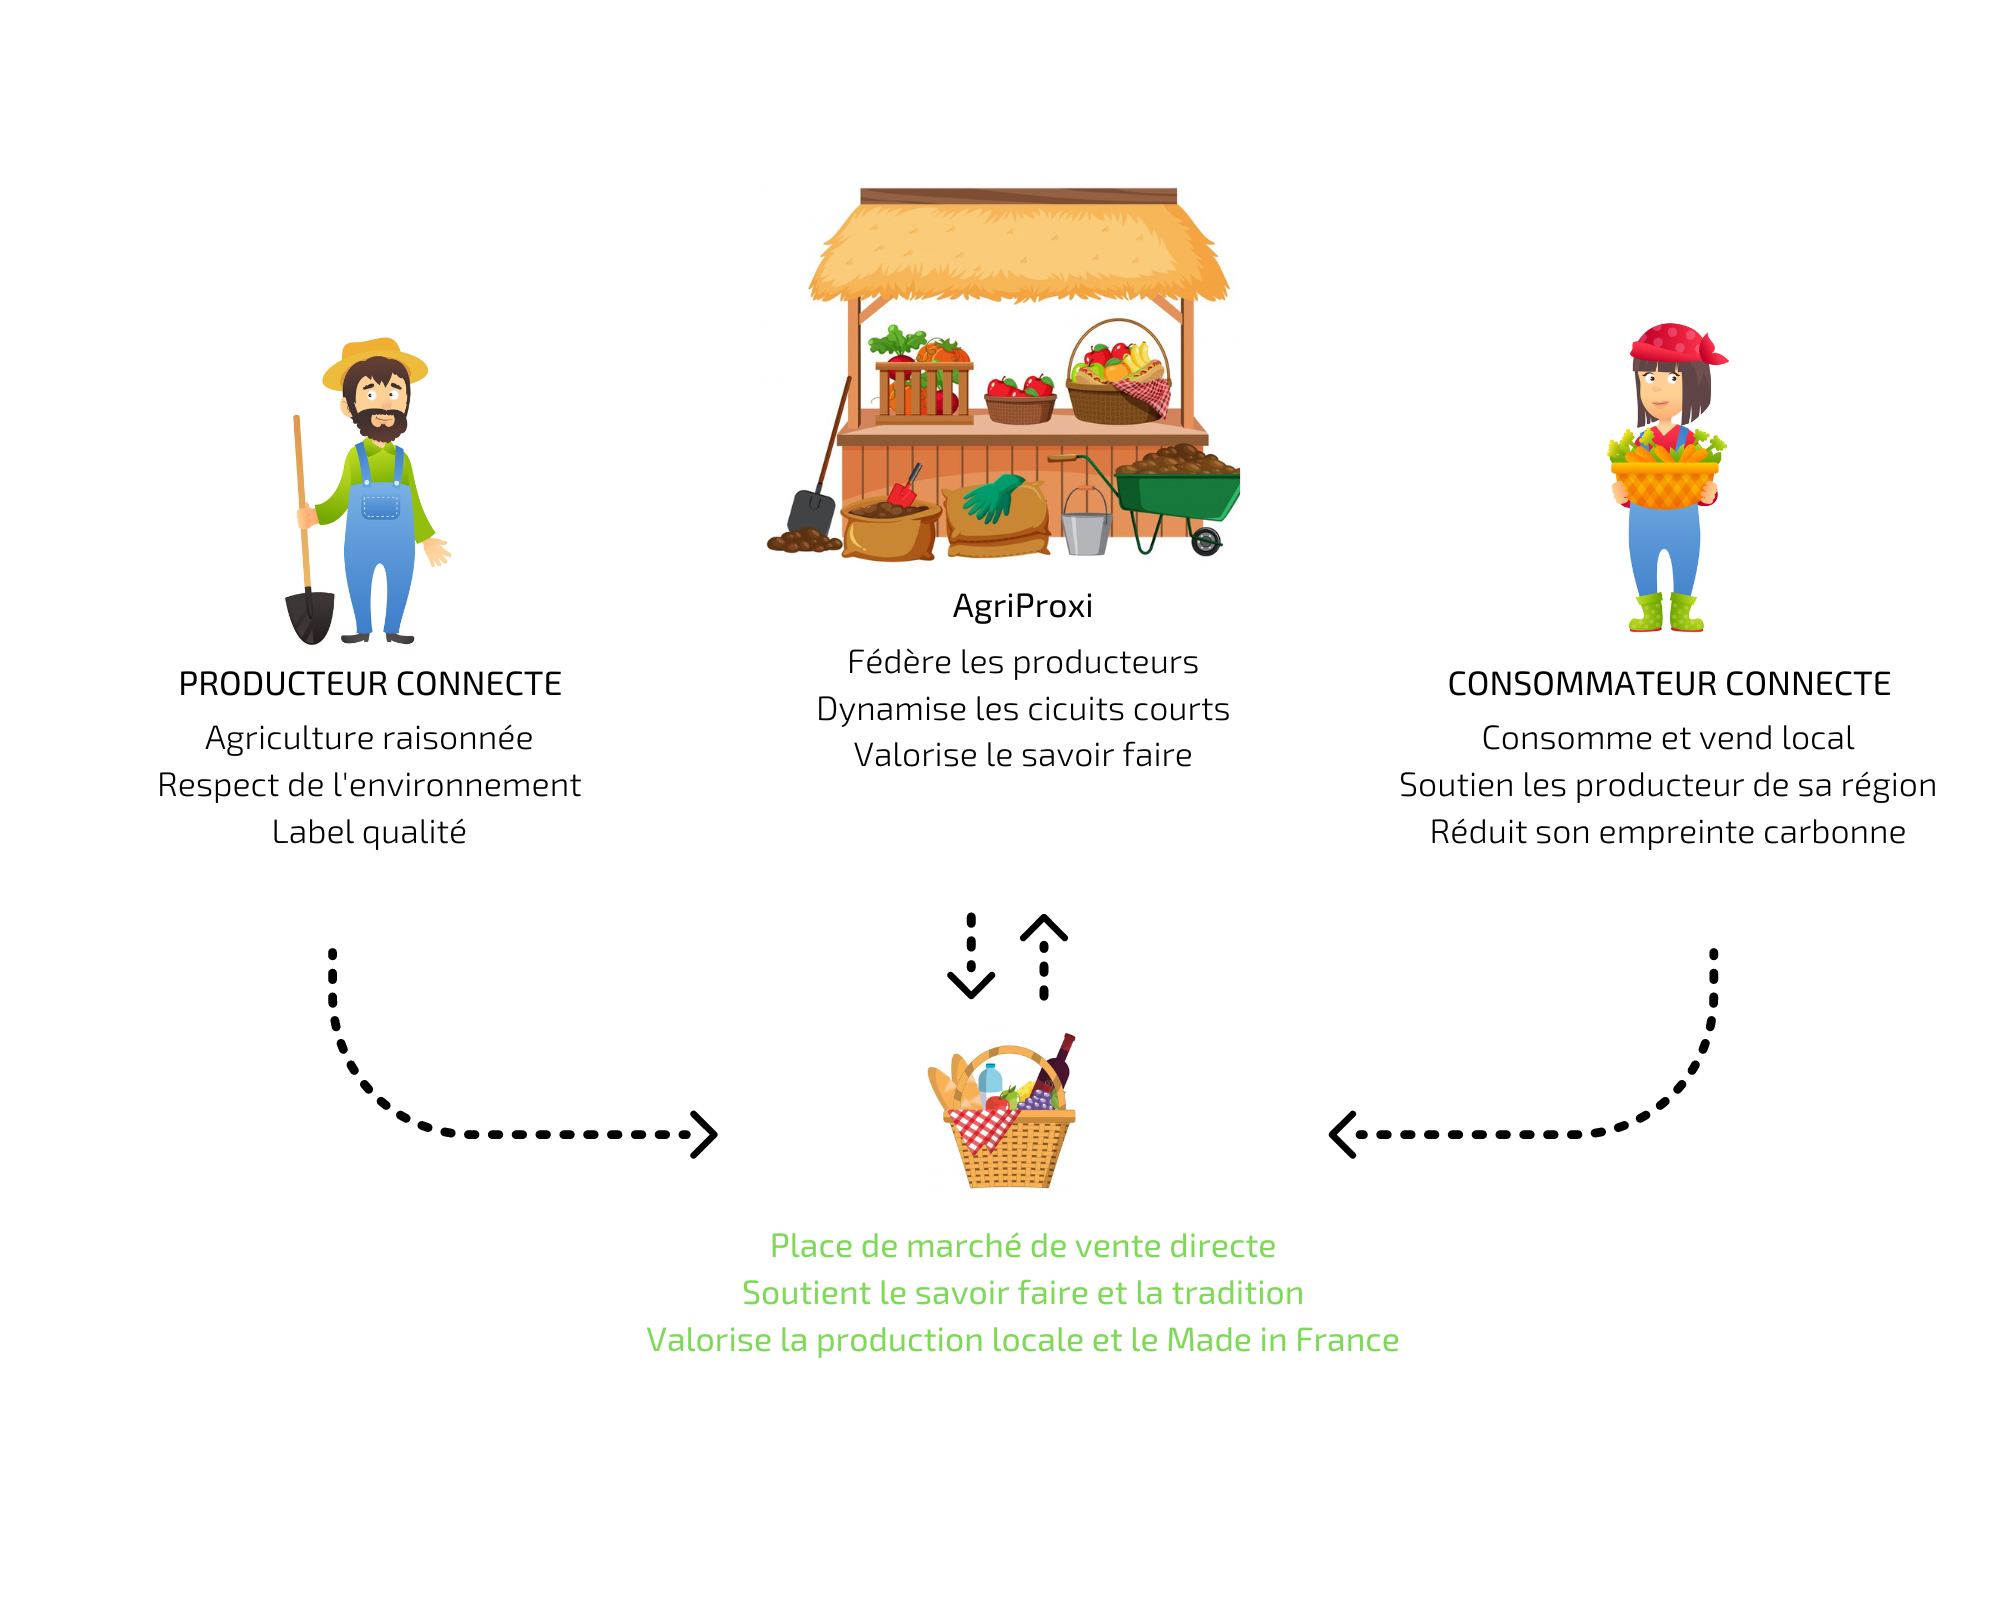 AgriProxi
Fédère les producteurs
Dynamise les cicuits courts
Valorise le savoir faire
PRODUCTEUR CONNECTE
Agriculture raisonnée
Respect de l'environnement
Label qualité
CONSOMMATEUR CONNECTE
Consomme et vend local
Soutien les producteur de sa région
Réduit son empreinte carbonne
Place de marché de vente directe
Soutient le savoir faire et la tradition
Valorise la production locale et le Made in France